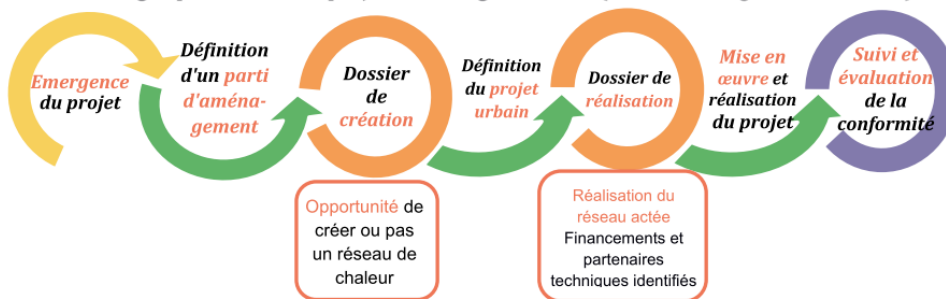 Emergence
du projet
Définition
d'un parti
d'aména-
gement
Dossier
de
création
Définition
du projet
urbain
Dossier de
réalisation
Mise en
œuvre et
réalisation
du projet
Suivi et
évaluation
de la
conformité
Opportunité de
créer ou pas
un réseau de
chaleur
Réalisation du
réseau actée
Financements et
partenaires
techniques identifiés